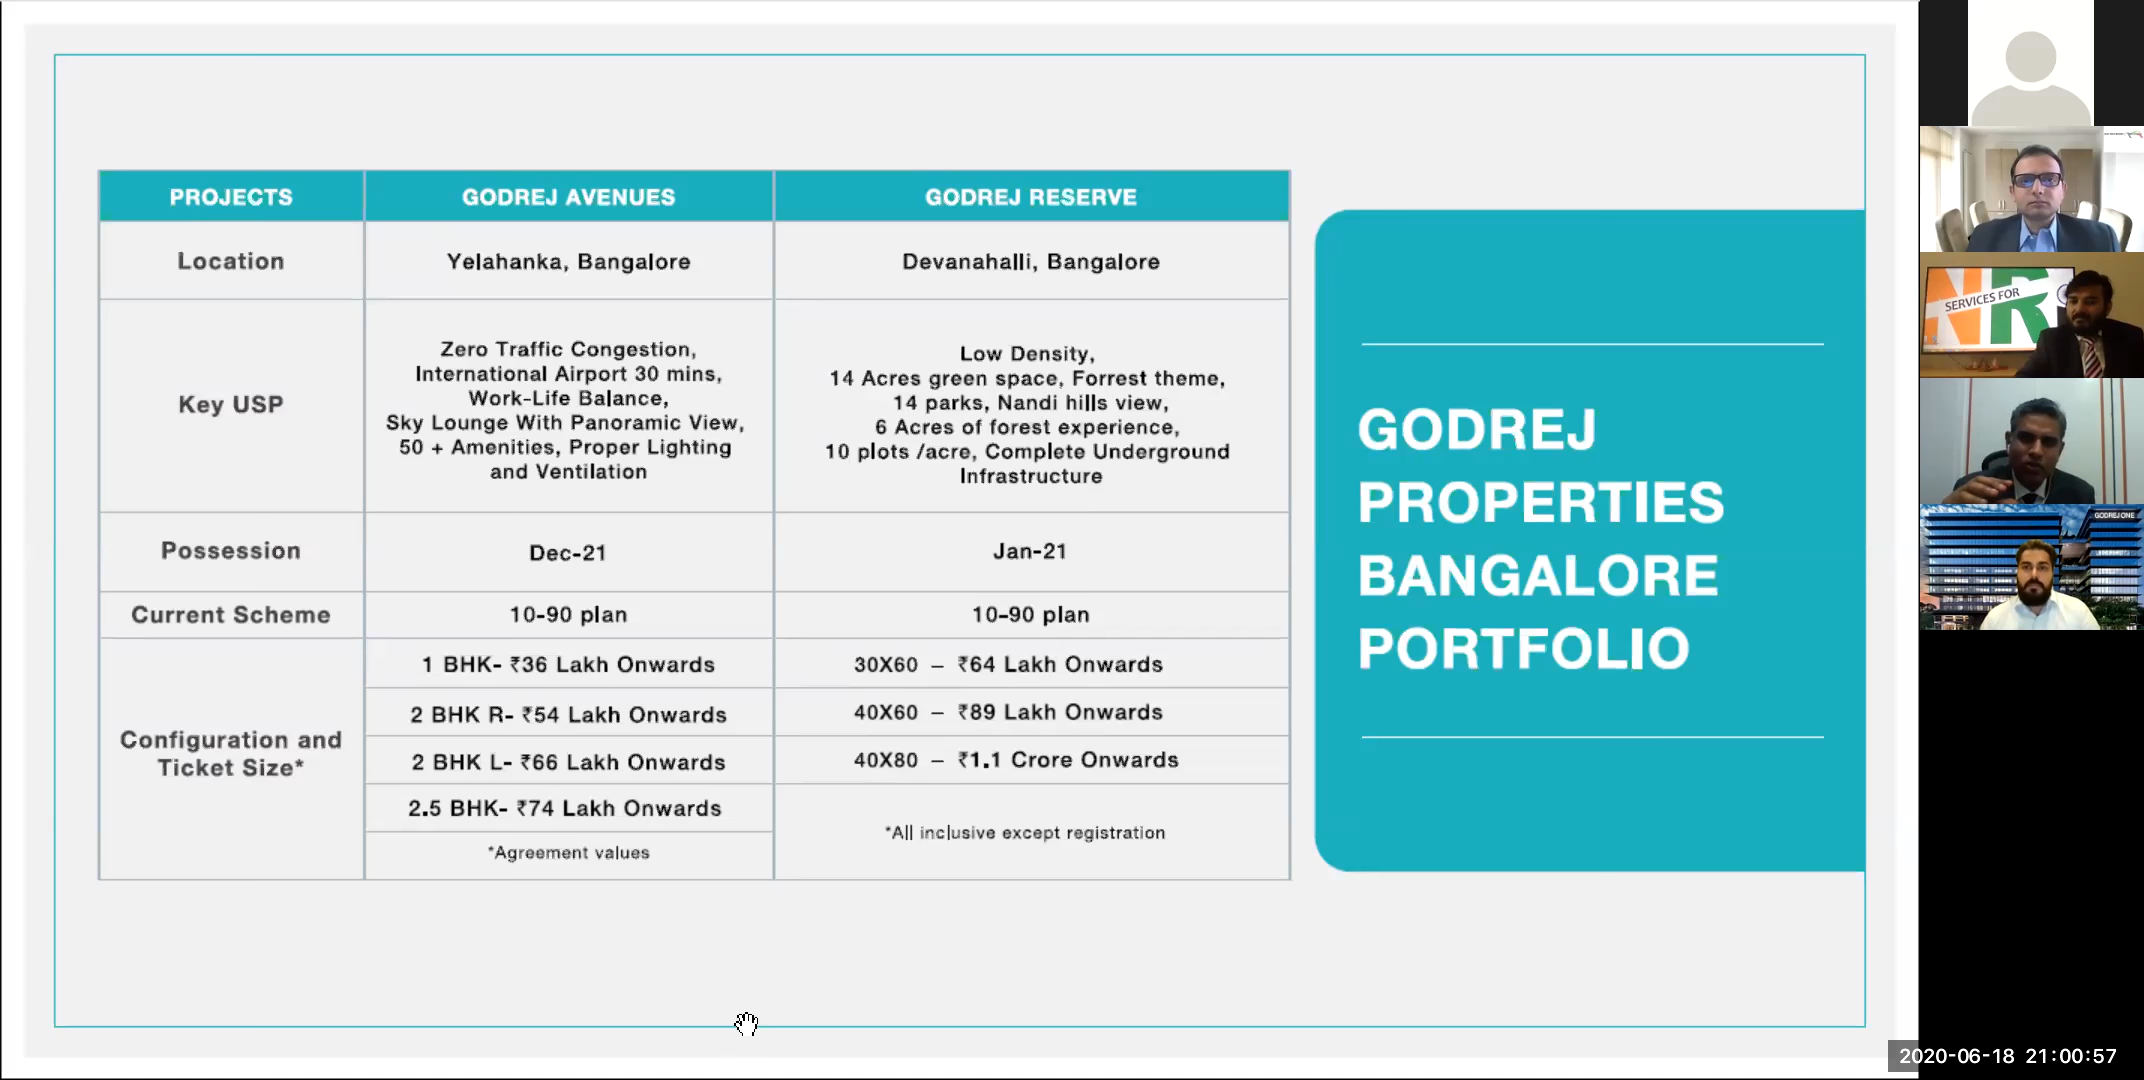 PROJECTS
GODREJ AVENUES
GODREJ RESERVE
Location
Yelahanka, Bangalore
Devanahalli, Bangalore
Key USP
Zero Traffic Congestion,
International Airport 30 mins,
Work-Life Balance,
Sky Lounge With Panoramic View,
50 + Amenities, Proper Lighting
and Ventilation
Low Density,
14 Acres green space, Forrest theme,
14 parks, Nandi hills view,
6 Acres of forest experience,
10 plots /acre, Complete Underground
Infrastructure
Possession
Dec-21
Jan-21
Current Scheme
10-90 plan
10-90 plan
Configuration and
Ticket Size*
1 BHK- ₹36 Lakh Onwards
2 BHK R- ₹54 Lakh Onwards
2 BHK L- ₹66 Lakh Onwards
2.5 BHK- ₹74 Lakh Onwards
*Agreement values
30X60 – ₹64 Lakh Onwards
40X60 – ₹89 Lakh Onwards
40X80 – ₹1.1 Crore Onwards
*All inclusive except registration
GODREJ
PROPERTIES
BANGALORE
PORTFOLIO
SERVICES FOR
NR
GODREJ ONE
2020-06-18 21:00:57